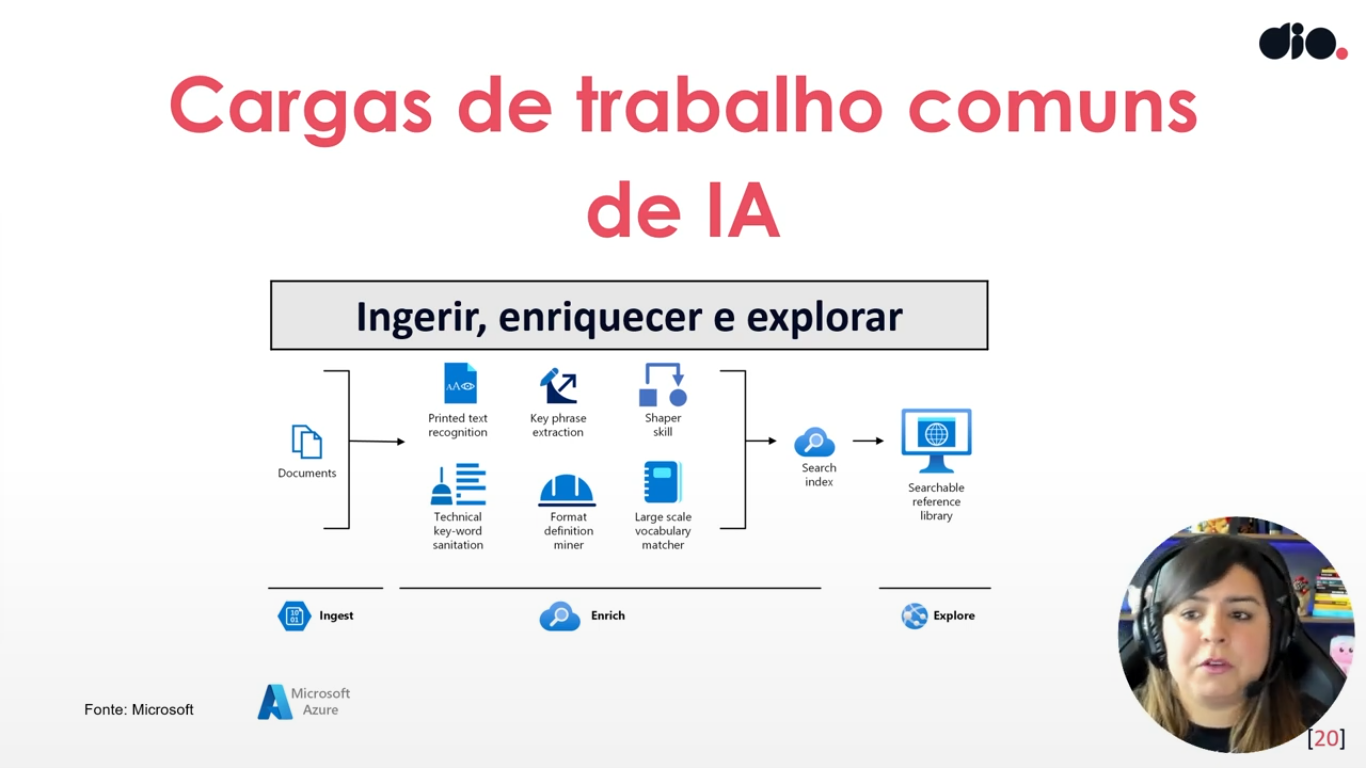 dio.
Cargas de trabalho comuns
de IA
Ingerir, enriquecer e explorar
Documents
Printed text
recognition
Key phrase
extraction
Shaper
skill
Technical
key-word
sanitation
Format
definition
miner
Large scale
vocabulary
matcher
Search
index
Searchable
reference
library
Ingest
Enrich
Explore
Fonte: Microsoft
Microsoft
Azure
[20]